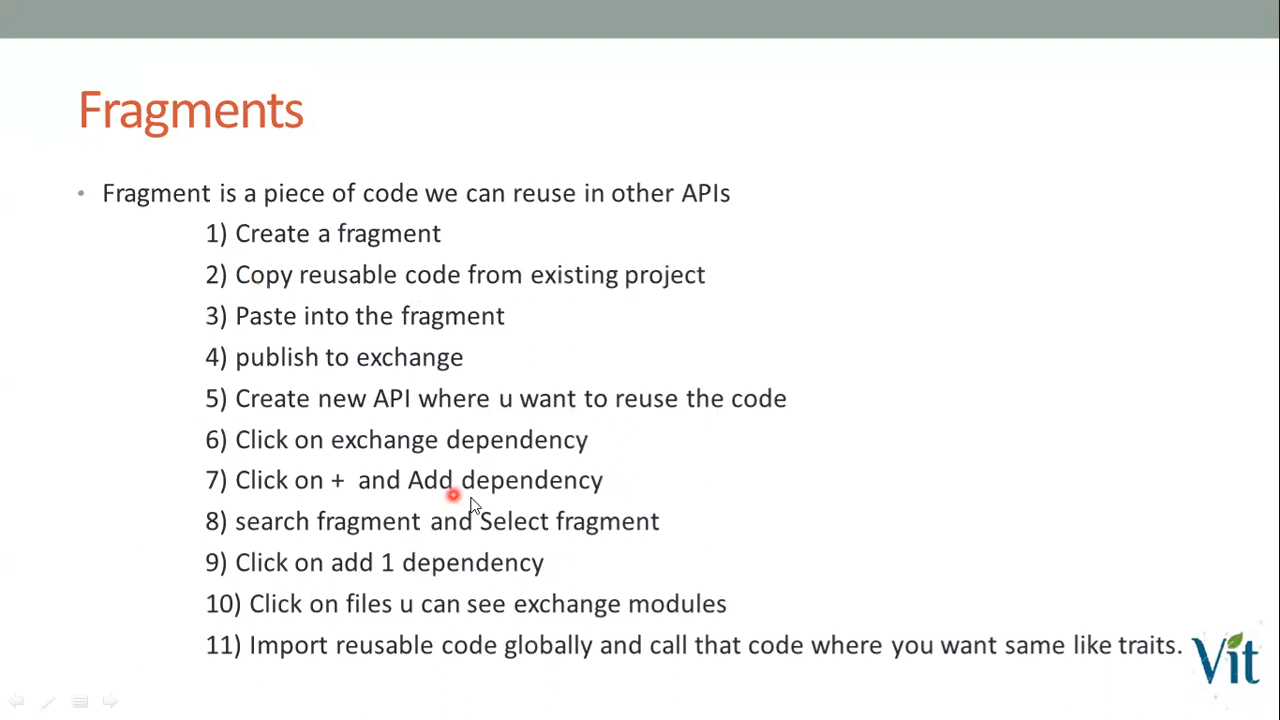 Fragments
• Fragment is a piece of code we can reuse in other APIs
1) Create a fragment
2) Copy reusable code from existing project
3) Paste into the fragment
4) publish to exchange
5) Create new API where u want to reuse the code
6) Click on exchange dependency
7) Click on + and Add dependency
8) search fragment and Select fragment
9) Click on add 1 dependency
10) Click on files u can see exchange modules
11) Import reusable code globally and call that code where you want same like traits.
Vit